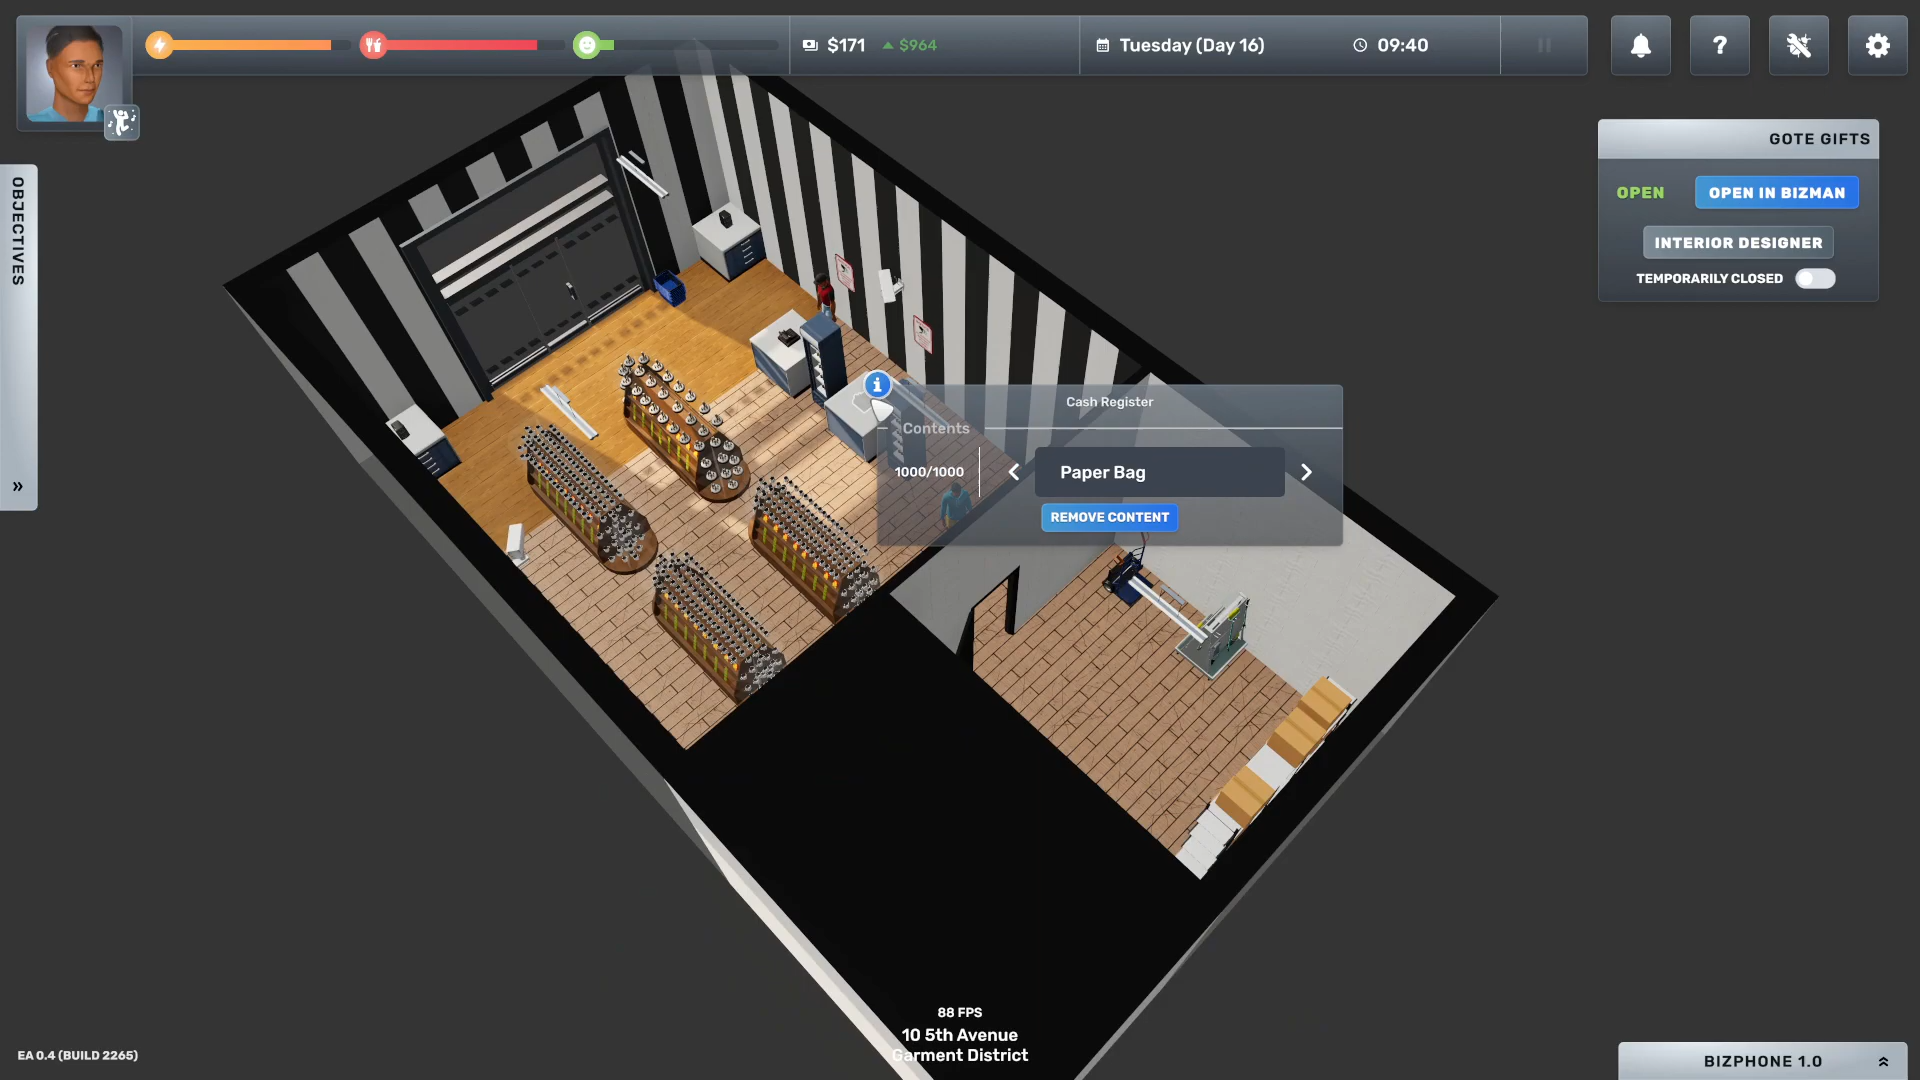 $171 $964
Tuesday (Day 16) 09:40
?
OBJECTIVES
GOTE GIFTS
OPEN OPEN IN BIZMAN
INTERIOR DESIGNER
TEMPORARILY CLOSED
Cash Register
Contents
1000/1000 Paper Bag
REMOVE CONTENT
88 FPS
10 5th Avenue
Garment District
EA 0.4 (BUILD 2265)
BIZPHONE 1.0